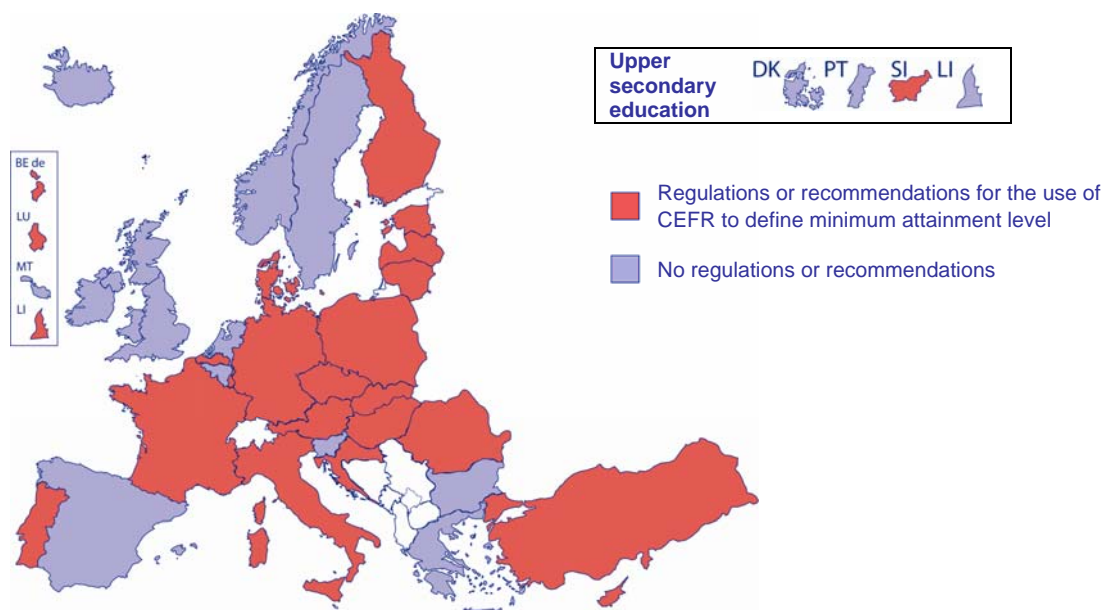 Upper
secondary
education
DK PT SI LI
BE de
LU
MT
LI
Regulations or recommendations for the use of
CEFR to define minimum attainment level
No regulations or recommendations